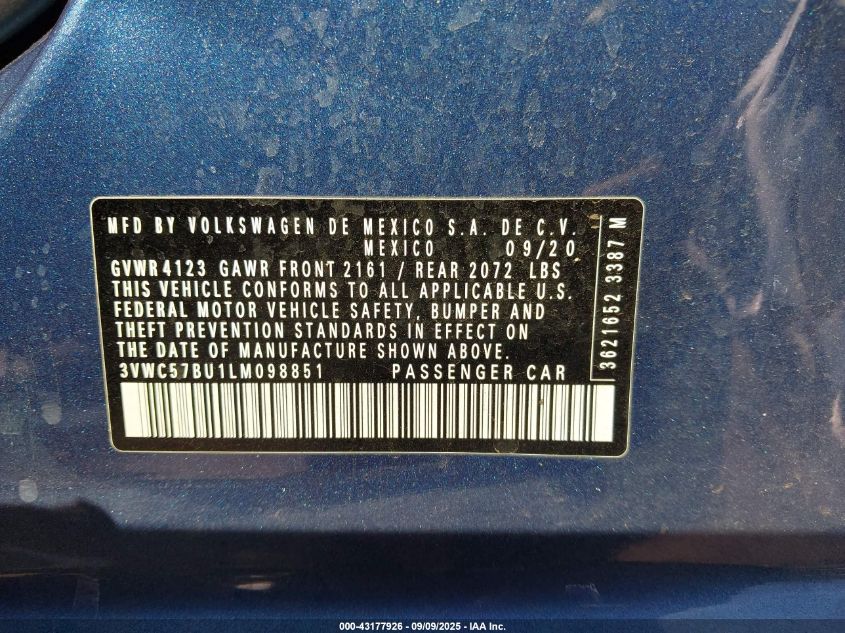 MFD BY VOLKSWAGEN DE MEXICO S.A. DE C.V.
MEXICO 09/20
GVWR 4123 GAWR FRONT 2161 / REAR 2072 LBS
THIS VEHICLE CONFORMS TO ALL APPLICABLE U.S.
FEDERAL MOTOR VEHICLE SAFETY, BUMPER AND
THEFT PREVENTION STANDARDS IN EFFECT ON
THE DATE OF MANUFACTURE SHOWN ABOVE.
3VWC57BU1LM098851 PASSENGER CAR
3621652 3387 M
000-43177926 - 09/09/2025 - IAA Inc.